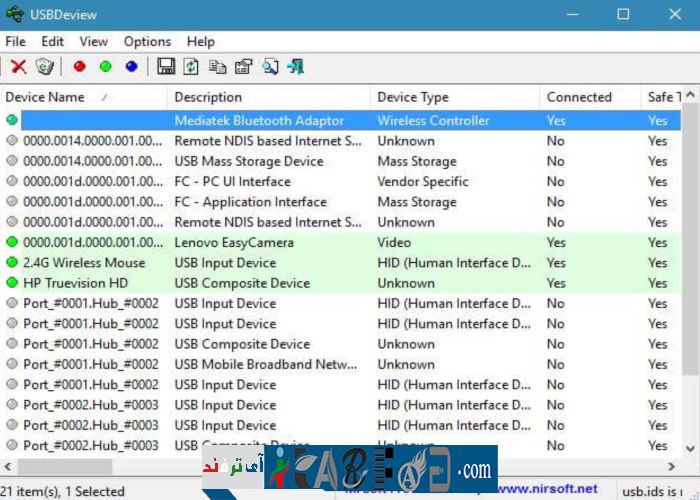 USBDeview
File Edit View Options Help
Device Name / Description Device Type Connected Safe T
Mediatek Bluetooth Adaptor Wireless Controller Yes Yes
0000.0014.0000.001.00... Remote NDIS based Internet S... Unknown No Yes
0000.0014.0000.001.00... USB Mass Storage Device Mass Storage No Yes
0000.001d.0000.001.00... FC - PC UI Interface Vendor Specific No Yes
0000.001d.0000.001.00... FC - Application Interface Mass Storage No Yes
0000.001d.0000.001.00... Remote NDIS based Internet S... Unknown No Yes
0000.001d.0000.001.00... Lenovo EasyCamera Video Yes Yes
2.4G Wireless Mouse USB Input Device HID (Human Interface D... Yes Yes
HP Truevision HD USB Composite Device Unknown Yes Yes
Port_#0001.Hub_#0002 USB Input Device HID (Human Interface D... No Yes
Port_#0001.Hub_#0002 USB Input Device HID (Human Interface D... No Yes
Port_#0001.Hub_#0002 USB Composite Device Unknown No Yes
Port_#0001.Hub_#0002 USB Mobile Broadband Netw... Unknown No Yes
Port_#0001.Hub_#0002 USB Input Device HID (Human Interface D... No Yes
Port_#0002.Hub_#0003 USB Input Device HID (Human Interface D... No Yes
Port_#0002.Hub_#0003 USB Input Device HID (Human Interface D... No Yes
Port_#0002.Hub_#0003 USB Composite Device Unknown No Yes
آی ترفند
.com
21 item(s), 1 Selected www.nirsoft.net usb.ids is